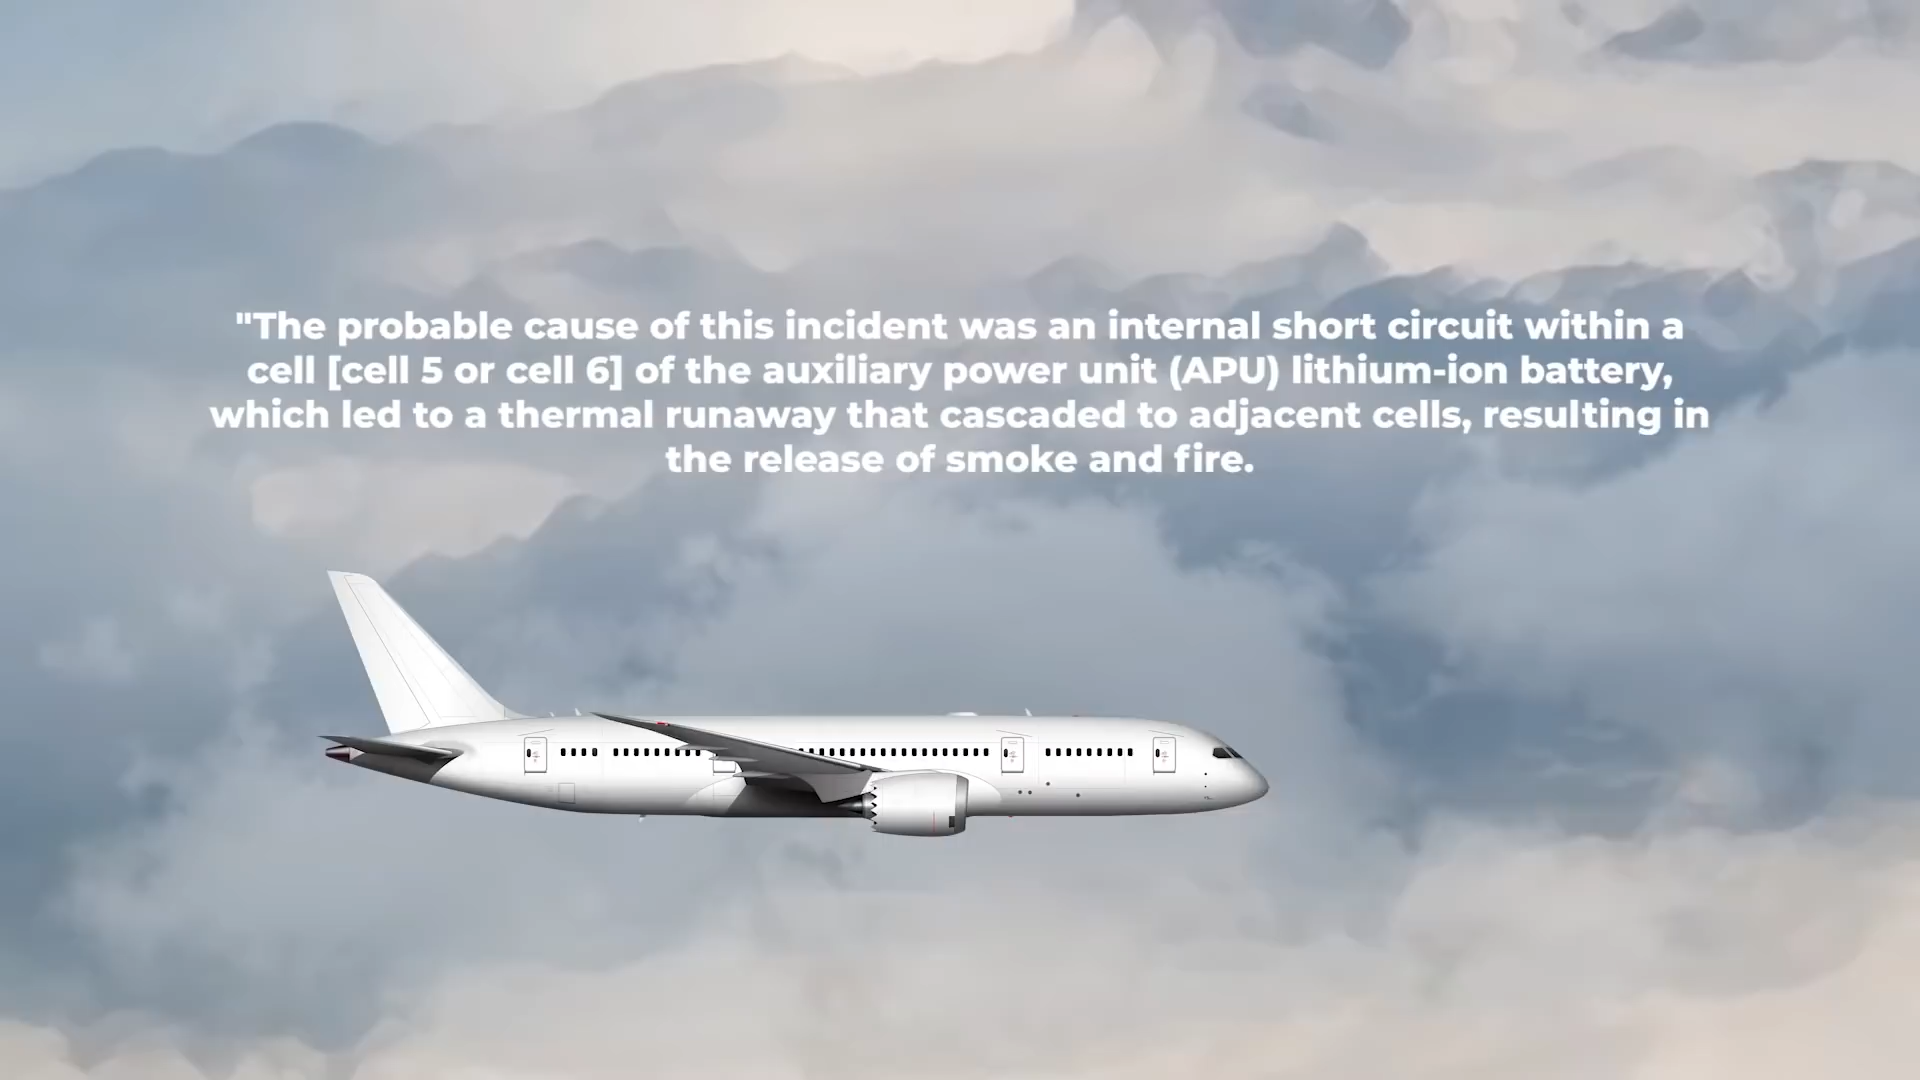 "The probable cause of this incident was an internal short circuit within a
cell [cell 5 or cell 6] of the auxiliary power unit (APU) lithium-ion battery,
which led to a thermal runaway that cascaded to adjacent cells, resulting in
the release of smoke and fire.